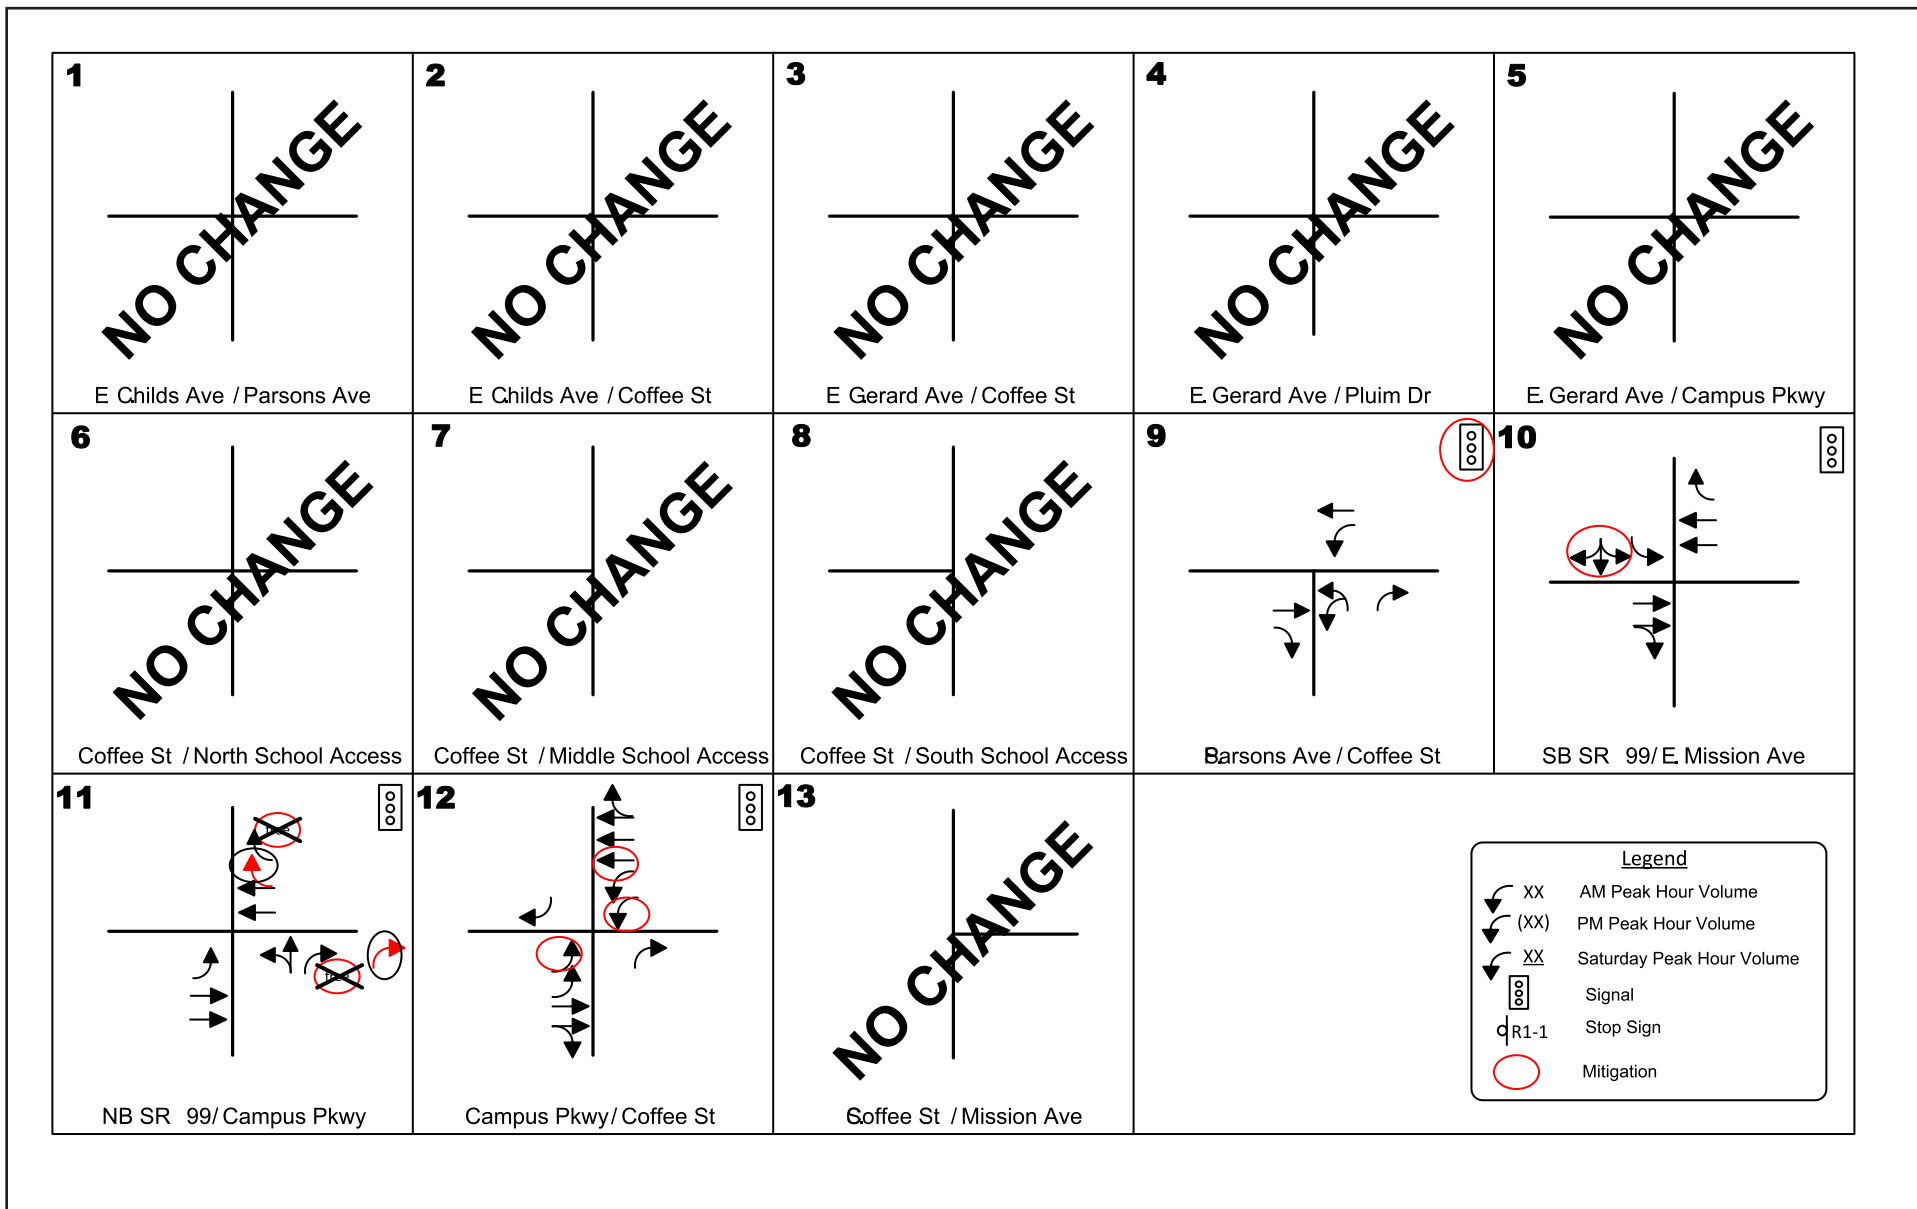 1
NO CHANGE
E Childs Ave / Parsons Ave
2
NO CHANGE
E Childs Ave / Coffee St
3
NO CHANGE
E Gerard Ave / Coffee St
4
NO CHANGE
E. Gerard Ave / Pluim Dr
5
NO CHANGE
E. Gerard Ave / Campus Pkwy
6
NO CHANGE
Coffee St / North School Access
7
NO CHANGE
Coffee St / Middle School Access
8
NO CHANGE
Coffee St / South School Access
9
Parsons Ave / Coffee St
10
SB SR 99/ E. Mission Ave
11
NB SR 99/ Campus Pkwy
12
Campus Pkwy/ Coffee St
13
NO CHANGE
Coffee St / Mission Ave
Legend
XX AM Peak Hour Volume
(XX) PM Peak Hour Volume
XX Saturday Peak Hour Volume
Signal
R1-1 Stop Sign
Mitigation